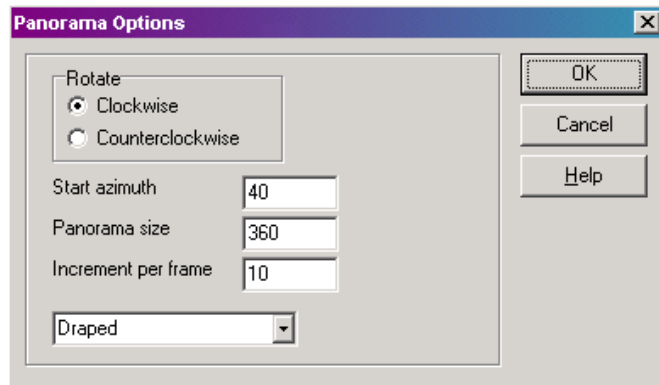 Panorama Options
Rotate
Clockwise
Counterclockwise
Start azimuth 40
Panorama size 360
Increment per frame 10
Draped
OK
Cancel
Help